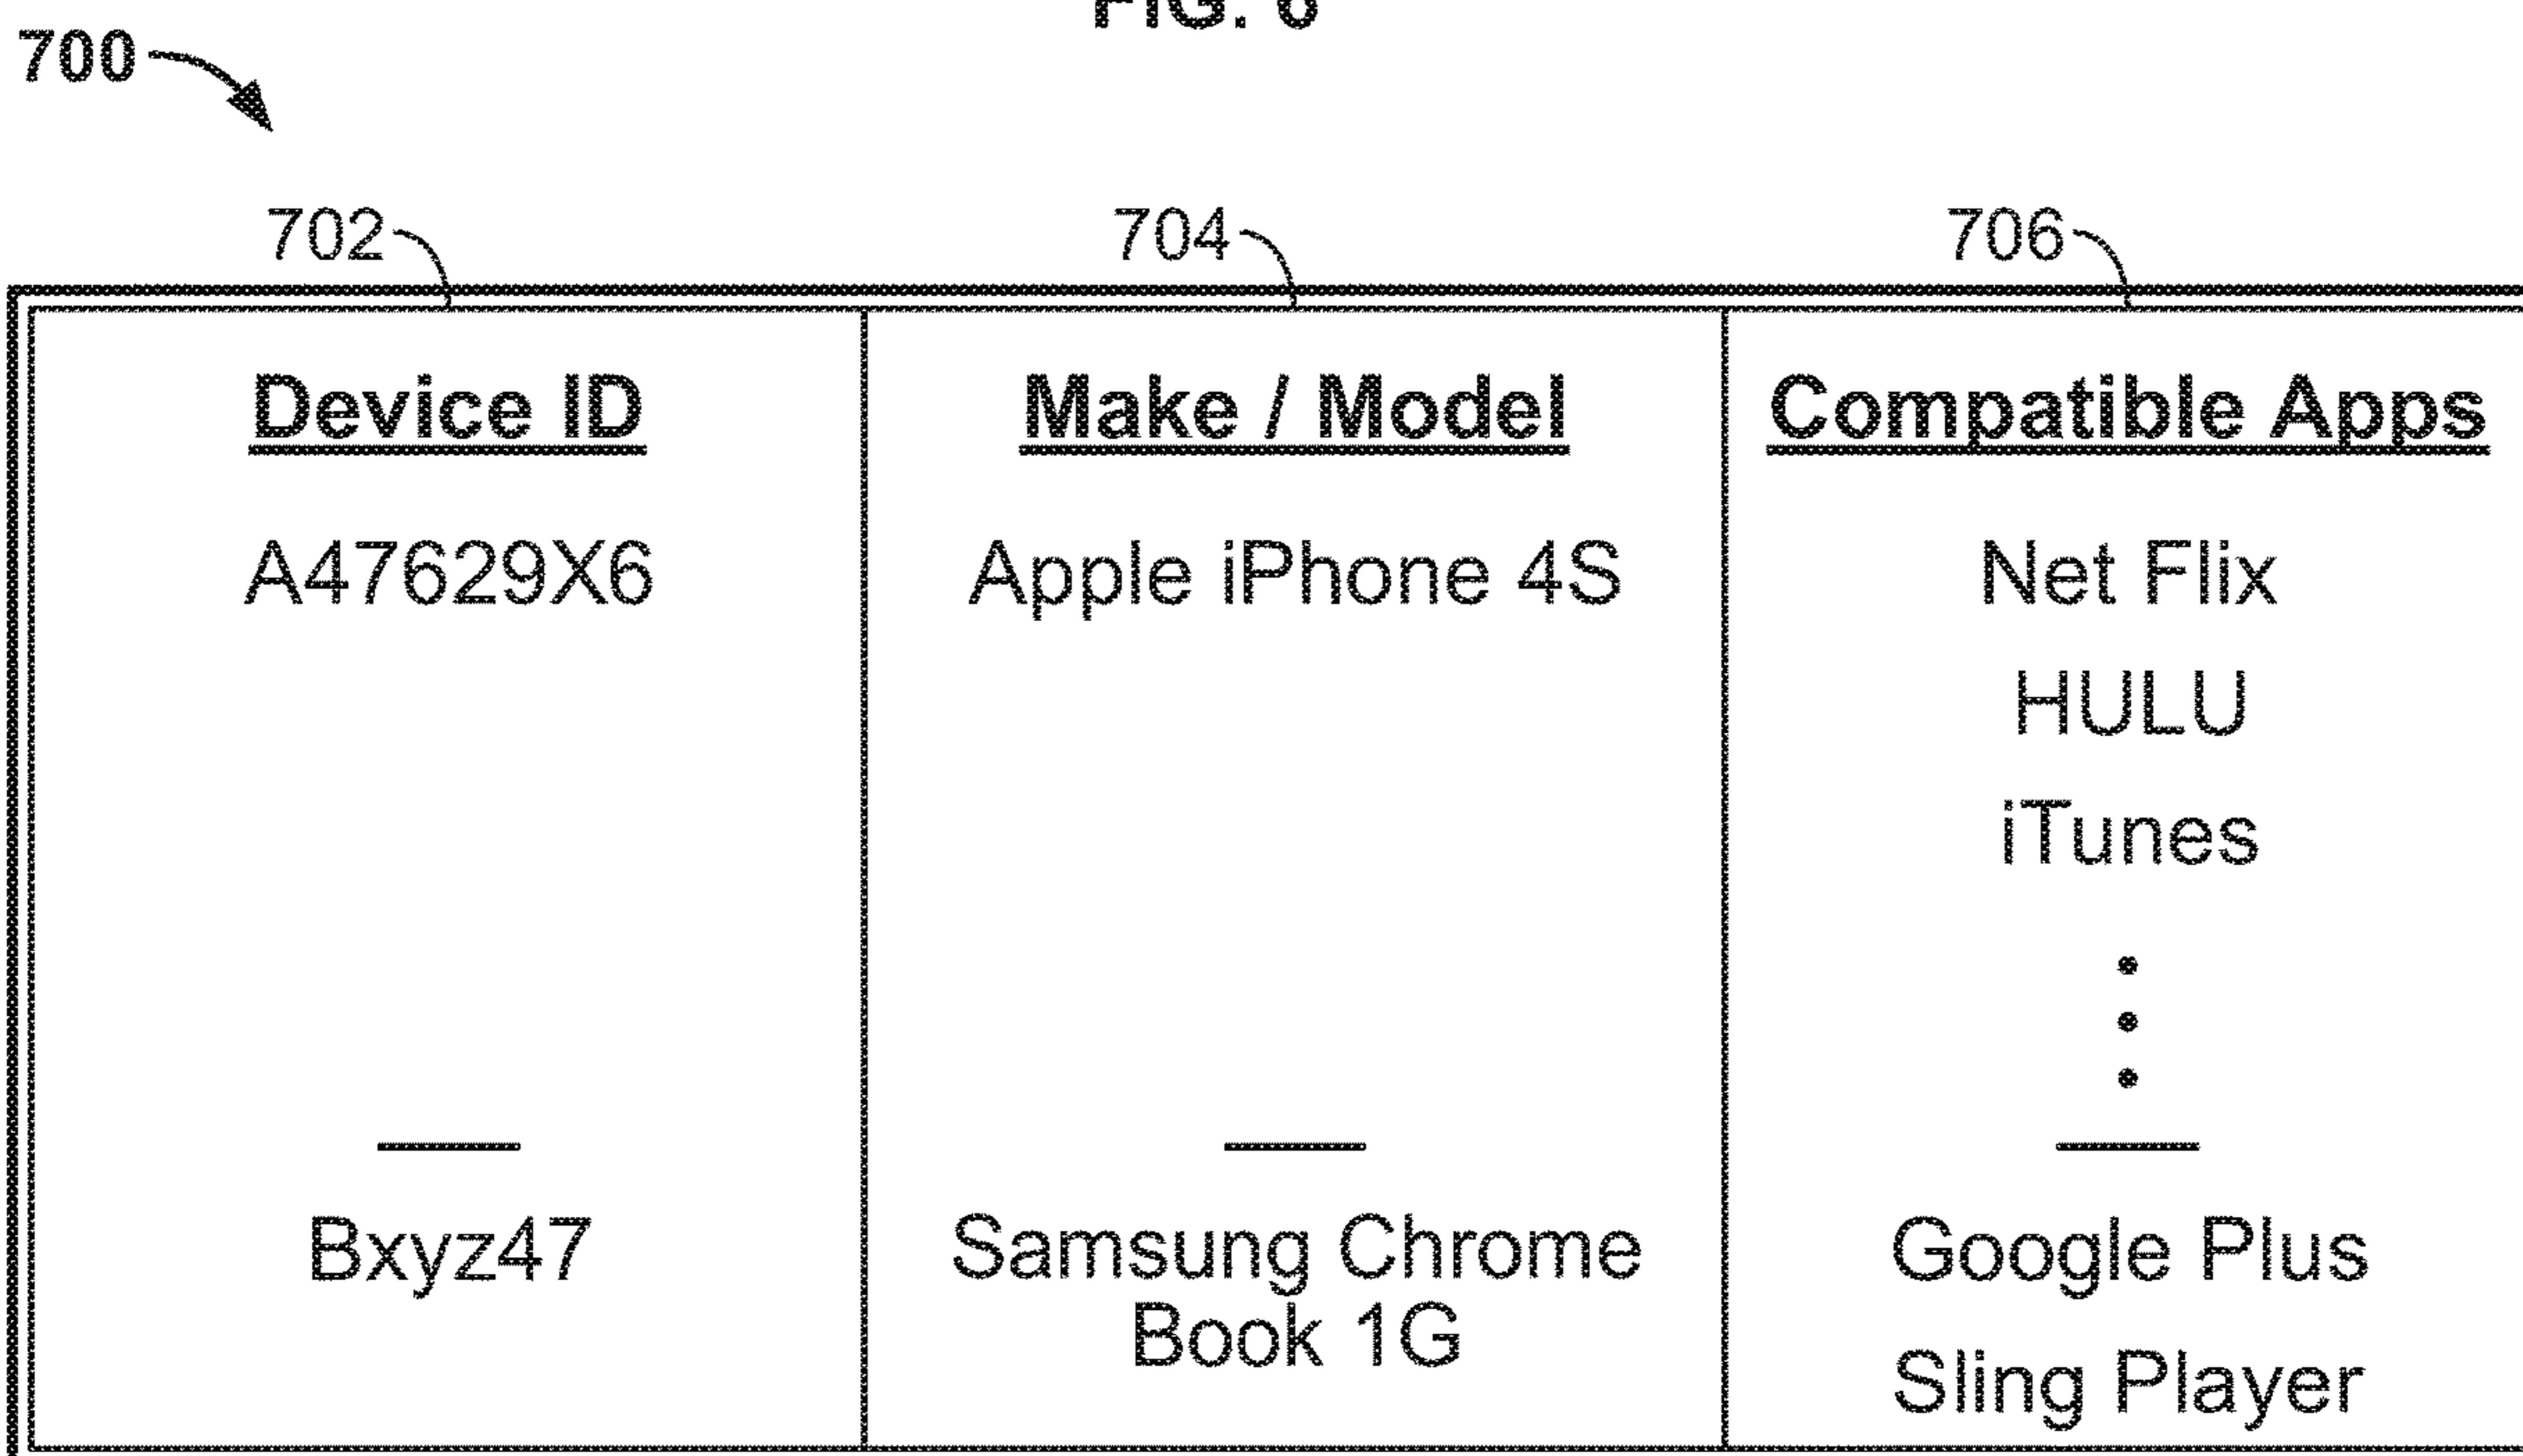 700
702 704 706
Device ID Make / Model Compatible Apps
A47629X6 Apple iPhone 4S Net Flix
HULU
iTunes
Bxyz47 Samsung Chrome Google Plus
Book 1G
Sling Player